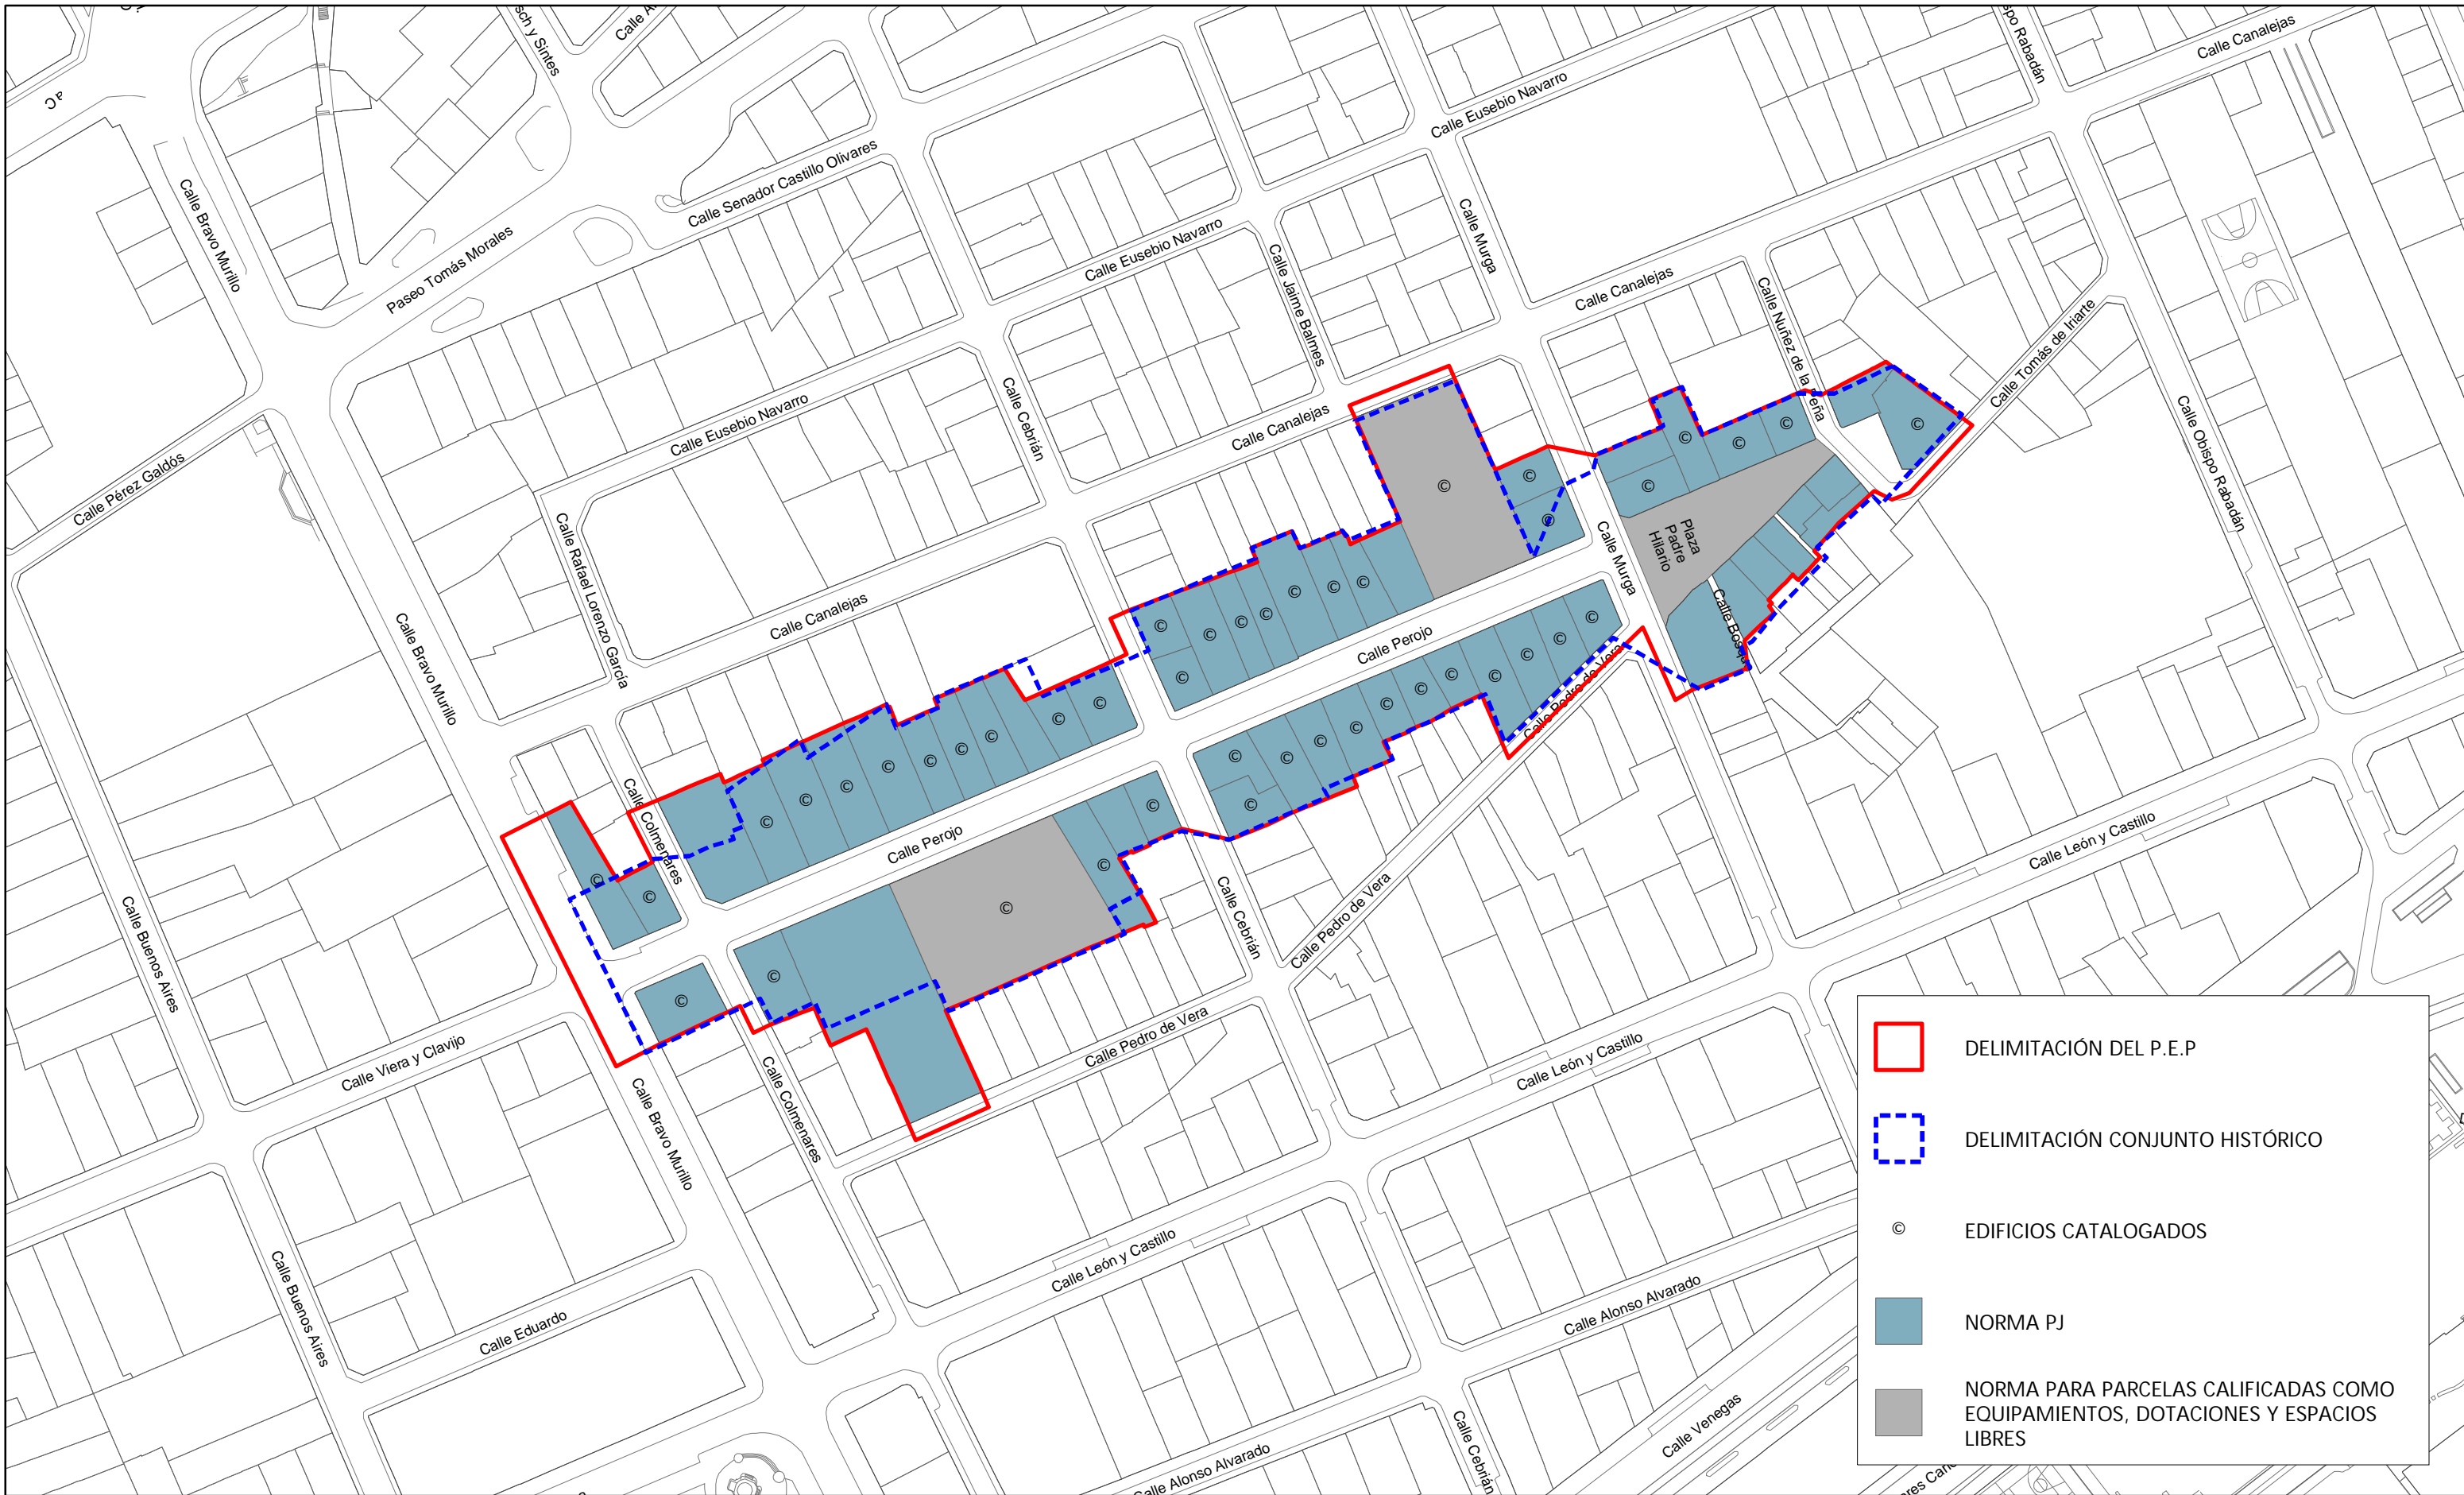 Calle Canalejas
Calle Bravo Murillo
Paseo Tomás Morales
Calle Senador Castillo Olivares
Calle Eusebio Navarro
Calle Eusebio Navarro
Calle Jaime Balmes
Calle Murga
Calle Canalejas
Calle Nuñez de la Peña
Calle Tomás de Iriarte
Calle Pérez Galdós
Calle Eusebio Navarro
Calle Cebrián
Calle Canalejas
Calle Obispo Rabadán
Calle Rafael Lorenzo García
Calle Bravo Murillo
Calle Canalejas
Plaza
Padre
Hilario
Calle Murga
Calle Perojo
Calle Bosque
Calle Pedro de Vera
Calle Colmenares
Calle Perojo
Calle León y Castillo
Calle Buenos Aires
Calle Cebrián
Calle Pedro de Vera
Calle Viera y Clavijo
Calle Pedro de Vera
Calle León y Castillo
Calle Bravo Murillo
Calle Colmenares
Calle León y Castillo
Calle Buenos Aires
Calle Eduardo
Calle Alonso Alvarado
Calle Venegas
Calle Cebrián
Calle Alonso Alvarado
DELIMITACIÓN DEL P.E.P
DELIMITACIÓN CONJUNTO HISTÓRICO
© EDIFICIOS CATALOGADOS
NORMA PJ
NORMA PARA PARCELAS CALIFICADAS COMO
EQUIPAMIENTOS, DOTACIONES Y ESPACIOS
LIBRES